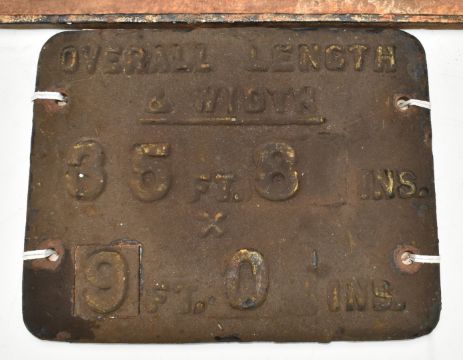 OVERALL LENGTH
& WIDTH
35 FT. 8 INS.
X
9 FT. 0 INS.